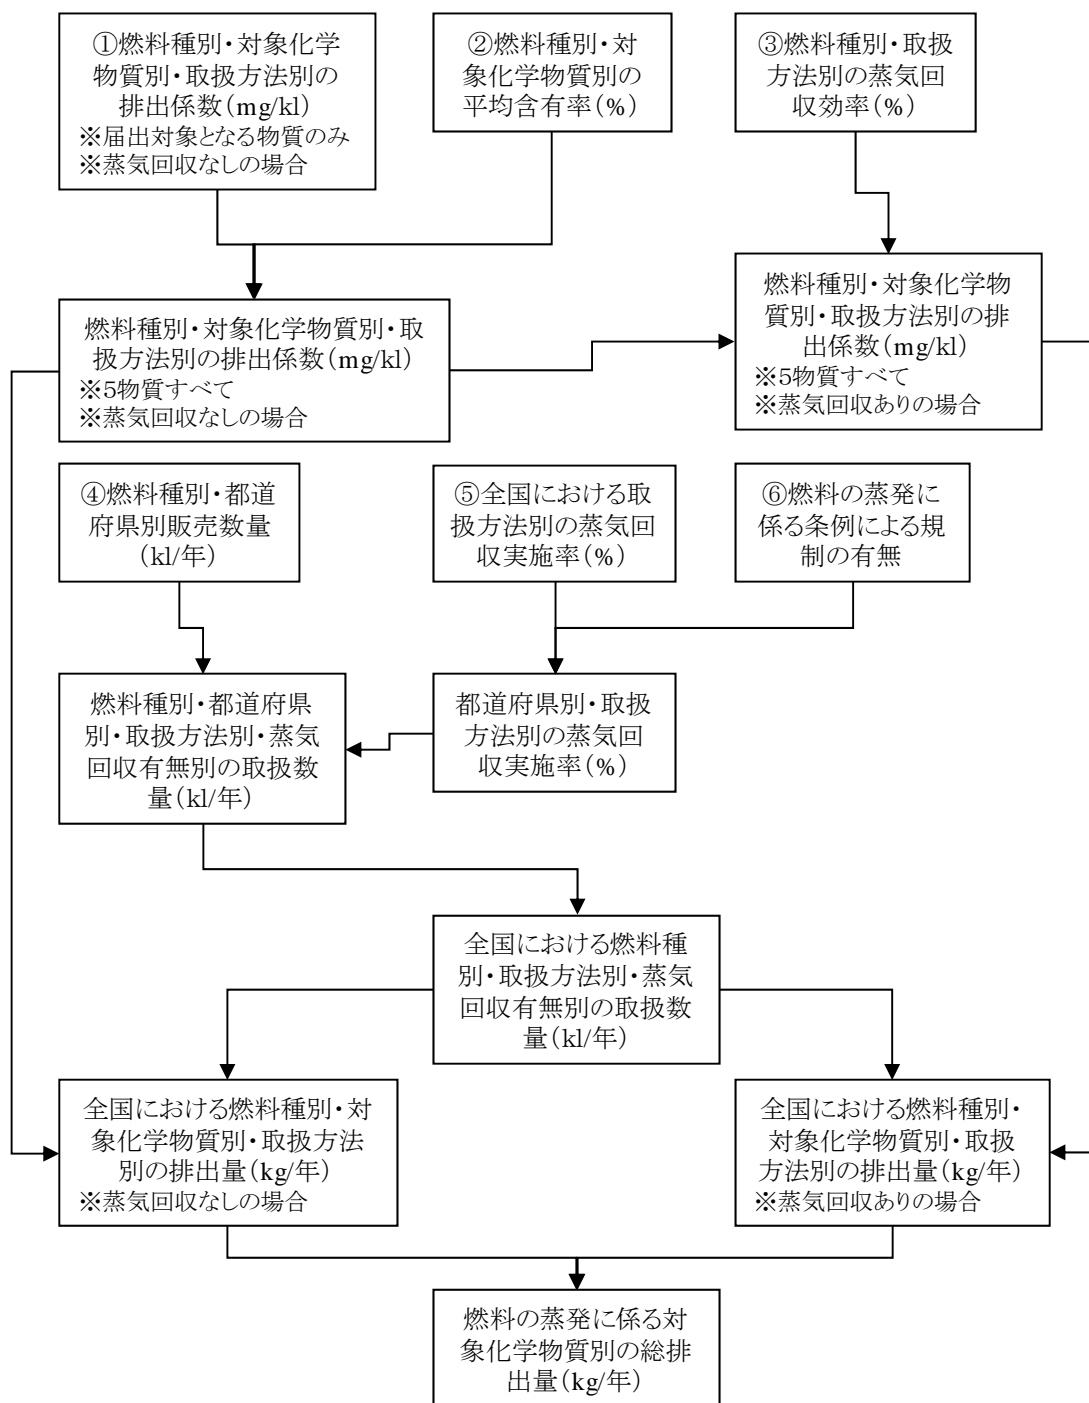 ①燃料種別・対象化学
物質別・取扱方法別の
排出係数(mg/kl)
※届出対象となる物質のみ
※蒸気回収なしの場合
②燃料種別・対
象化学物質別の
平均含有率(%)
③燃料種別・取扱
方法別の蒸気回
収効率(%)
燃料種別・対象化学物質別・取
扱方法別の排出係数(mg/kl)
※5物質すべて
※蒸気回収なしの場合
燃料種別・対象化学物
質別・取扱方法別の排
出係数(mg/kl)
※5物質すべて
※蒸気回収ありの場合
④燃料種別・都道
府県別販売数量
(kl/年)
⑤全国における取
扱方法別の蒸気回
収実施率(%)
⑥燃料の蒸発に
係る条例による規
制の有無
燃料種別・都道府県
別・取扱方法別・蒸気
回収有無別の取扱数
量(kl/年)
都道府県別・取扱
方法別の蒸気回
収実施率(%)
全国における燃料種
別・取扱方法別・蒸気
回収有無別の取扱数
量(kl/年)
全国における燃料種別・対
象化学物質別・取扱方法
別の排出量(kg/年)
※蒸気回収なしの場合
全国における燃料種別・
対象化学物質別・取扱
方法別の排出量(kg/年)
※蒸気回収ありの場合
燃料の蒸発に係る対
象化学物質別の総排
出量(kg/年)